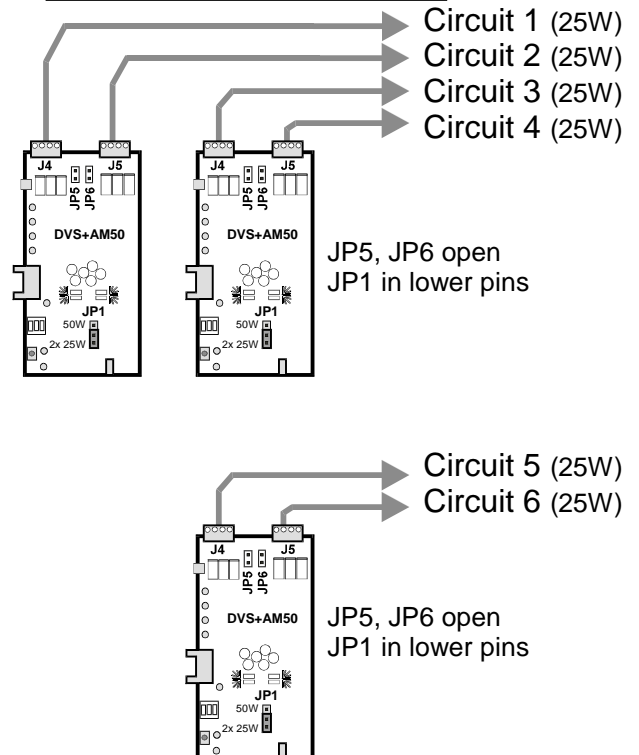 Circuit 1 (25W)
Circuit 2 (25W)
Circuit 3 (25W)
Circuit 4 (25W)
J4 J5
JP5 JP6
DVS+AM50
JP1
50W
2x 25W
J4 J5
JP5 JP6
DVS+AM50
JP1
50W
2x 25W
JP5, JP6 open
JP1 in lower pins
Circuit 5 (25W)
Circuit 6 (25W)
J4 J5
JP5 JP6
DVS+AM50
JP1
50W
2x 25W
JP5, JP6 open
JP1 in lower pins